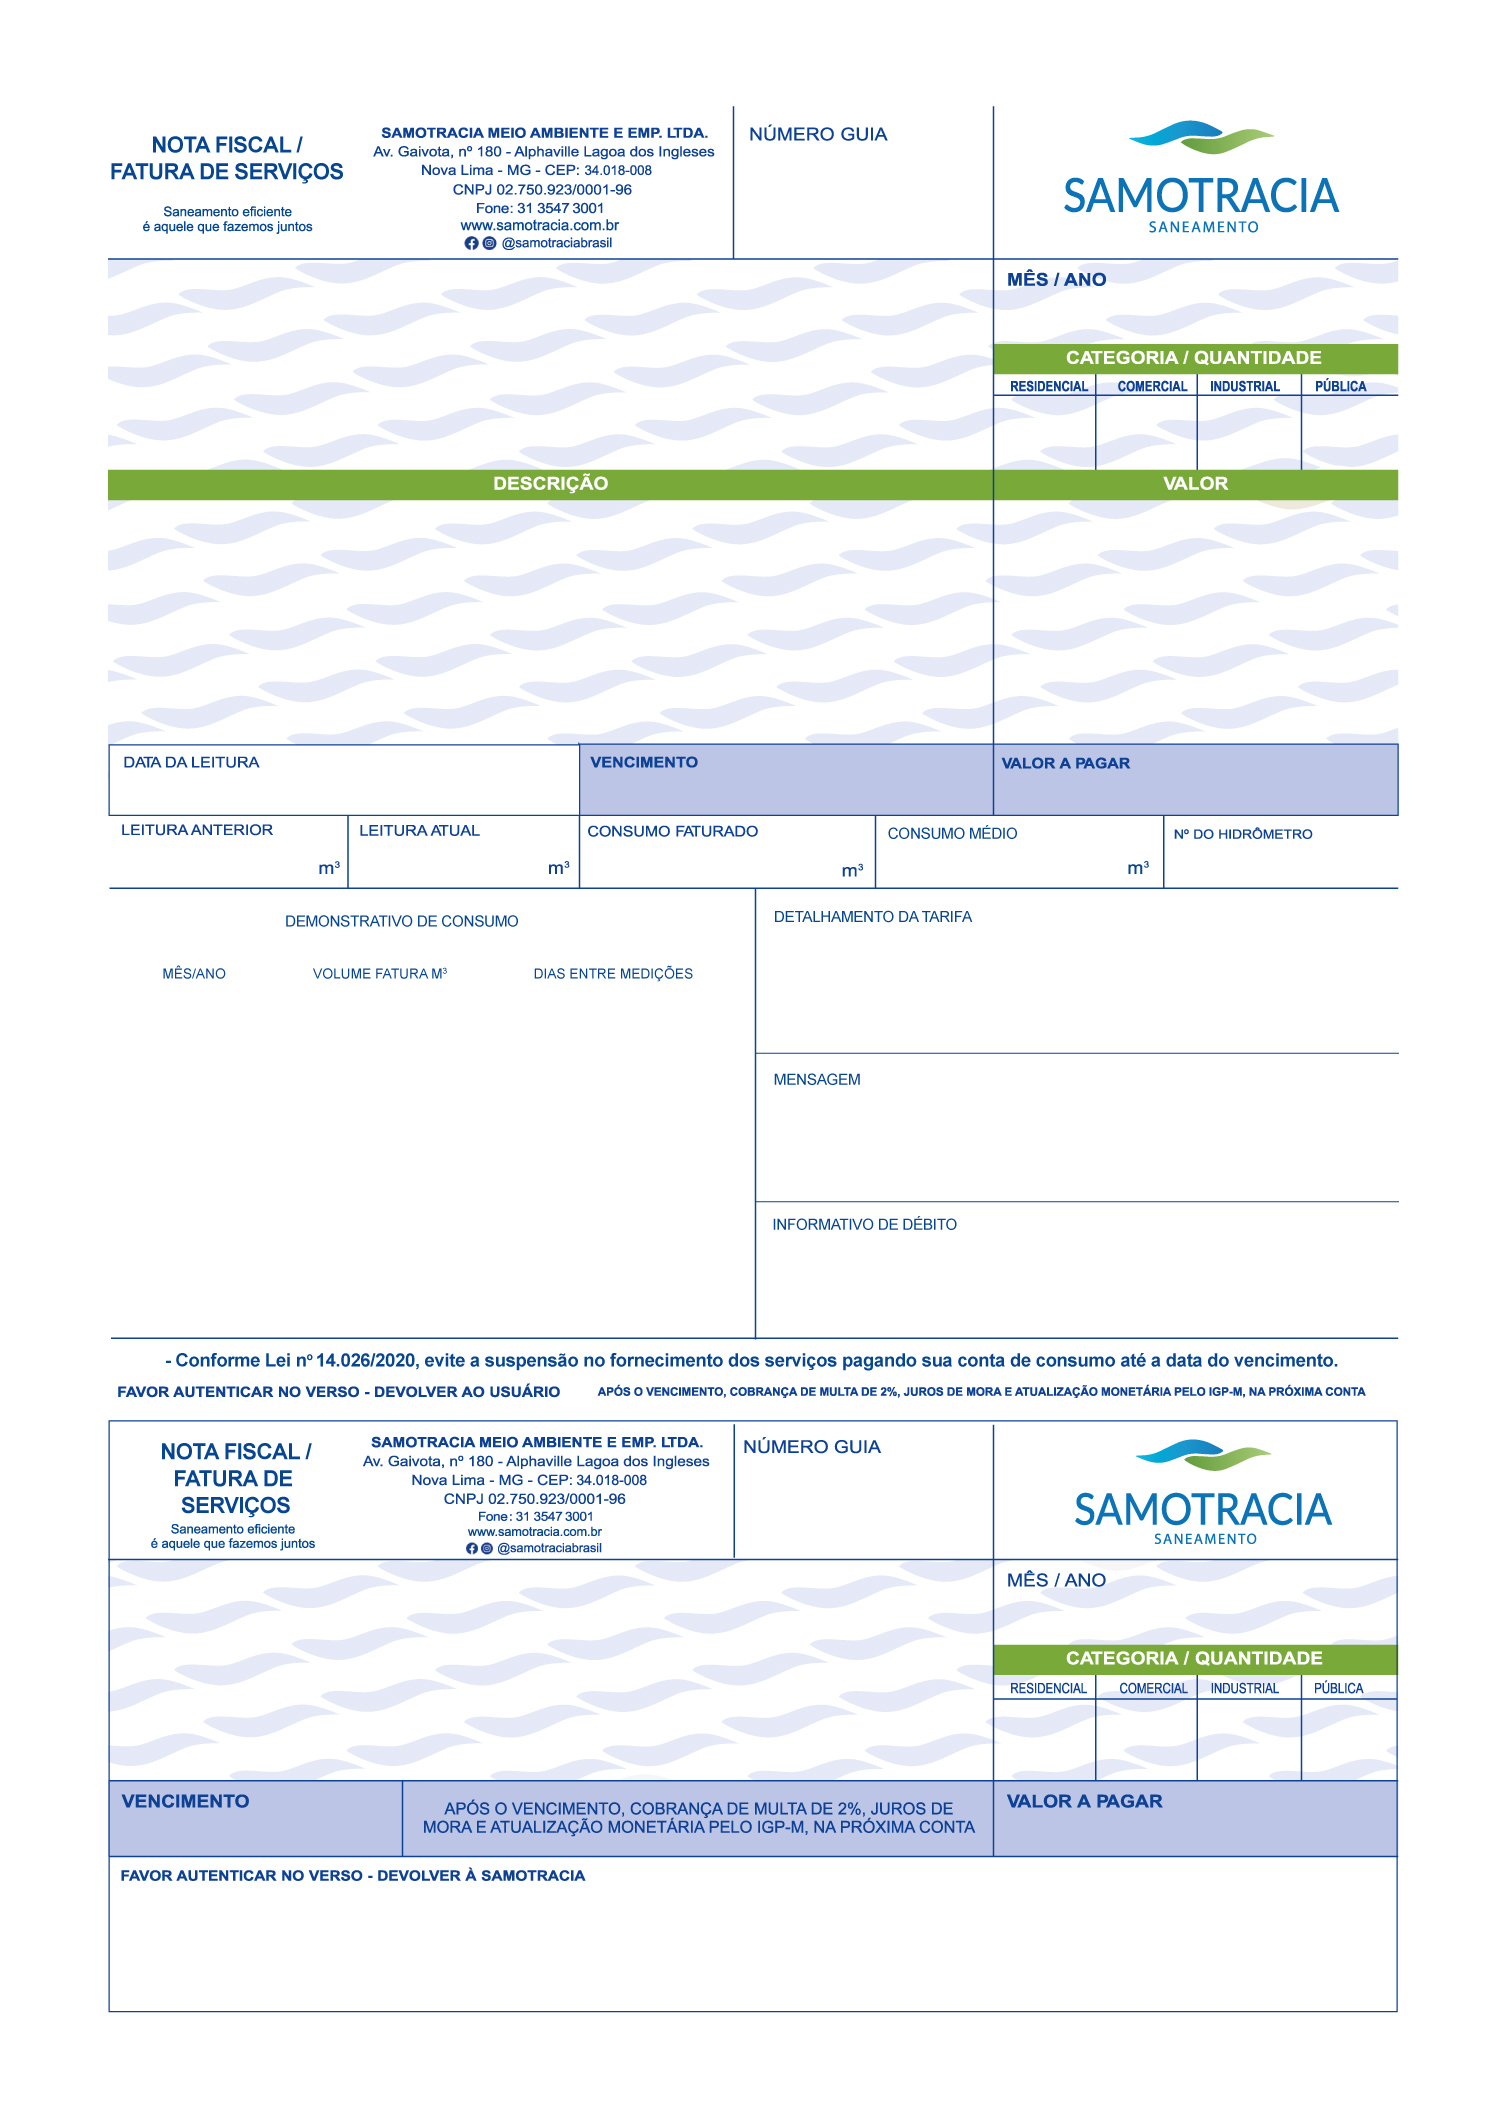 NOTA FISCAL /
FATURA DE SERVIÇOS
Saneamento eficiente
é aquele que fazemos juntos
SAMOTRACIA MEIO AMBIENTE E EMP. LTDA.
Av. Gaivota, nº 180 - Alphaville Lagoa dos Ingleses
Nova Lima - MG - CEP: 34.018-008
CNPJ 02.750.923/0001-96
Fone: 31 3547 3001
www.samotracia.com.br
@samotraciabrasil
NÚMERO GUIA
SAMOTRACIA
SANEAMENTO
MÊS / ANO
CATEGORIA / QUANTIDADE
RESIDENCIAL COMERCIAL INDUSTRIAL PÚBLICA
DESCRIÇÃO VALOR
DATA DA LEITURA VENCIMENTO VALOR A PAGAR
LEITURA ANTERIOR LEITURA ATUAL CONSUMO FATURADO CONSUMO MÉDIO Nº DO HIDRÔMETRO
m³ m³ m³ m³
DEMONSTRATIVO DE CONSUMO
MÊS/ANO VOLUME FATURA M³ DIAS ENTRE MEDIÇÕES
DETALHAMENTO DA TARIFA
MENSAGEM
INFORMATIVO DE DÉBITO
- Conforme Lei nº 14.026/2020, evite a suspensão no fornecimento dos serviços pagando sua conta de consumo até a data do vencimento.
FAVOR AUTENTICAR NO VERSO - DEVOLVER AO USUÁRIO APÓS O VENCIMENTO, COBRANÇA DE MULTA DE 2%, JUROS DE MORA E ATUALIZAÇÃO MONETÁRIA PELO IGP-M, NA PRÓXIMA CONTA
NOTA FISCAL /
FATURA DE
SERVIÇOS
Saneamento eficiente
é aquele que fazemos juntos
SAMOTRACIA MEIO AMBIENTE E EMP. LTDA.
Av. Gaivota, nº 180 - Alphaville Lagoa dos Ingleses
Nova Lima - MG - CEP: 34.018-008
CNPJ 02.750.923/0001-96
Fone: 31 3547 3001
www.samotracia.com.br
@samotraciabrasil
NÚMERO GUIA
SAMOTRACIA
SANEAMENTO
MÊS / ANO
CATEGORIA / QUANTIDADE
RESIDENCIAL COMERCIAL INDUSTRIAL PÚBLICA
VENCIMENTO
APÓS O VENCIMENTO, COBRANÇA DE MULTA DE 2%, JUROS DE
MORA E ATUALIZAÇÃO MONETÁRIA PELO IGP-M, NA PRÓXIMA CONTA
VALOR A PAGAR
FAVOR AUTENTICAR NO VERSO - DEVOLVER À SAMOTRACIA